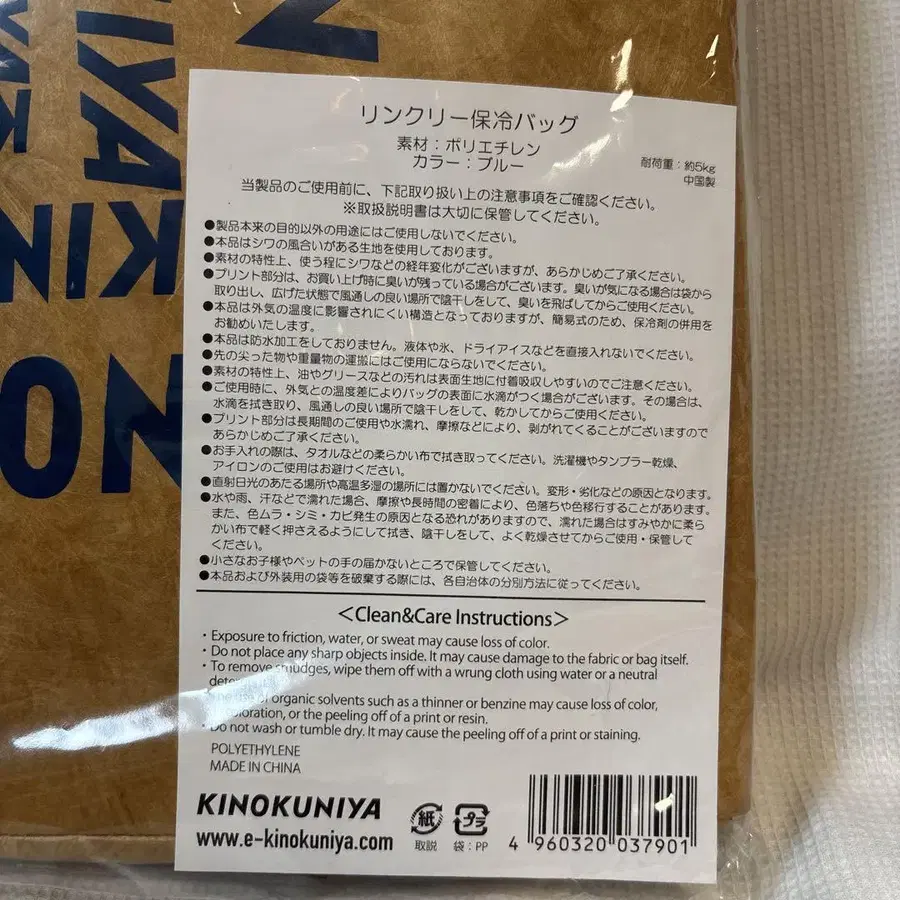 リンクリー保冷バッグ
素材：ポリエチレン
カラー：ブルー
耐荷重：約5kg
中国製
当製品のご使用前に、下記取り扱い上の注意事項をご確認ください。
※取扱説明書は大切に保管してください。
●製品本来の目的以外の用途にはご使用しないでください。
●本品はシワの風合いがある生地を使用しております。
●素材の特性上、使う程にシワなどの経年変化がございますが、あらかじめご了承ください。
●プリント部分は、お買い上げ時に臭いが残っている場合がございます。臭いが気になる場合は袋から
取り出し、広げた状態で風通しの良い場所で陰干しをして、臭いを飛ばしてからご使用ください。
●本品は外気の温度に影響されにくい構造となっておりますが、簡易式のため、保冷剤の併用を
お勧めいたします。
●本品は防水加工をしておりません。液体や氷、ドライアイスなどを直接入れないでください。
●先の尖った物や重量物の運搬にはご使用にならないでください。
●素材の特性上、油やグリースなどの汚れは表面生地に付着吸収しやすいのでご注意ください。
●ご使用時に、外気との温度差によりバッグの表面に水滴がつく場合がございます。その場合は、
水滴を拭き取り、風通しの良い場所で陰干しをして、乾かしてからご使用ください。
●プリント部分は長期間のご使用や水濡れ、摩擦などにより、剥がれてくることがございますので
あらかじめご了承ください。
●お手入れの際は、タオルなどの柔らかい布で拭き取ってください。洗濯機やタンブラー乾燥、
アイロンのご使用はお避けください。
●直射日光のあたる場所や高温多湿の場所には置かないでください。変形・劣化などの原因となります。
●水や雨、汗などで濡れた場合、摩擦や長時間の密着により、色落ちや色移行することがあります。
また、色ムラ・シミ・カビ発生の原因となる恐れがありますので、濡れた場合はすみやかに柔ら
かい布で軽く押さえるようにして拭き、陰干しをして、よく乾燥させてからご使用・保管して
ください。
●小さなお子様やペットの手の届かないところで保管してください。
●本品および外装用の袋等を破棄する際には、各自治体の分別方法に従ってください。
＜Clean&Care Instructions＞
・Exposure to friction, water, or sweat may cause loss of color.
・Do not place any sharp objects inside. It may cause damage to the fabric or bag itself.
・To remove smudges, wipe them off with a wrung cloth using water or a neutral
of organic solvents such as a thinner or benzine may cause loss of color,
or the peeling off of a print or resin.
・Do not wash or tumble dry. It may cause the peeling off of a print or staining.
POLYETHYLENE
MADE IN CHINA
KINOKUNIYA
www.e-kinokuniya.com
紙
取説
プラ
袋：PP
4 960320 037901